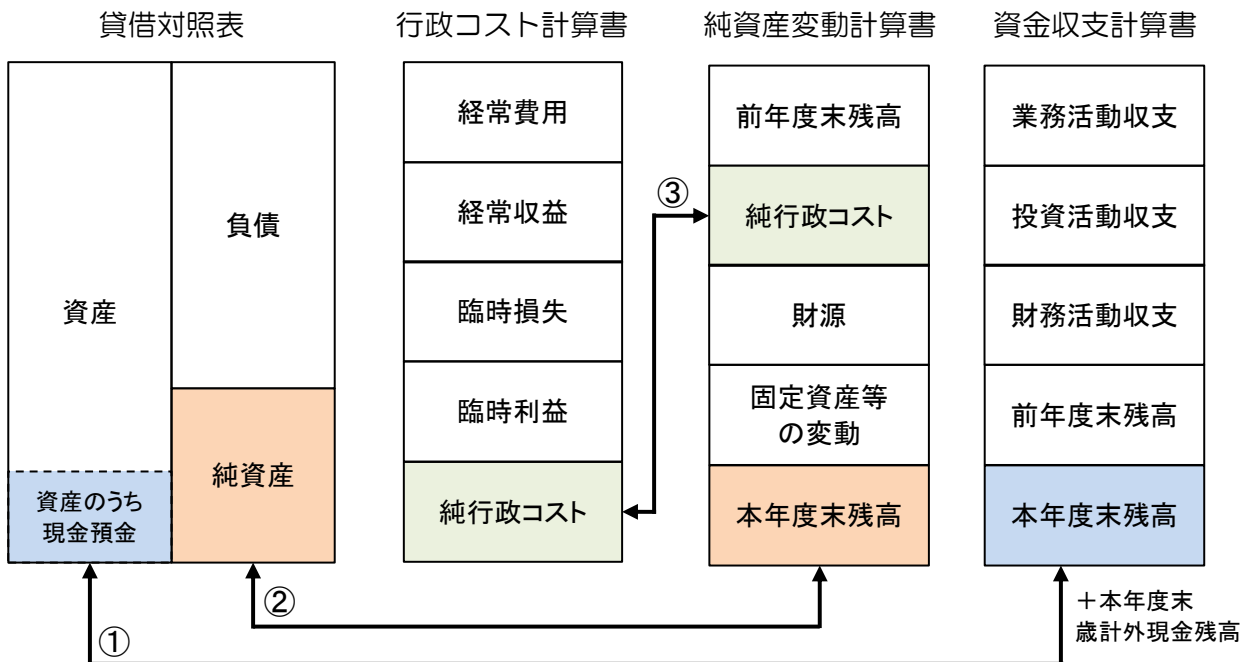 貸借対照表
行政コスト計算書
純資産変動計算書
資金収支計算書
資産
負債
純資産
資産のうち
現金預金
経常費用
経常収益
臨時損失
臨時利益
純行政コスト
前年度末残高
純行政コスト
財源
固定資産等
の変動
本年度末残高
業務活動収支
投資活動収支
財務活動収支
前年度末残高
本年度末残高
③
②
①
＋本年度末
歳計外現金残高